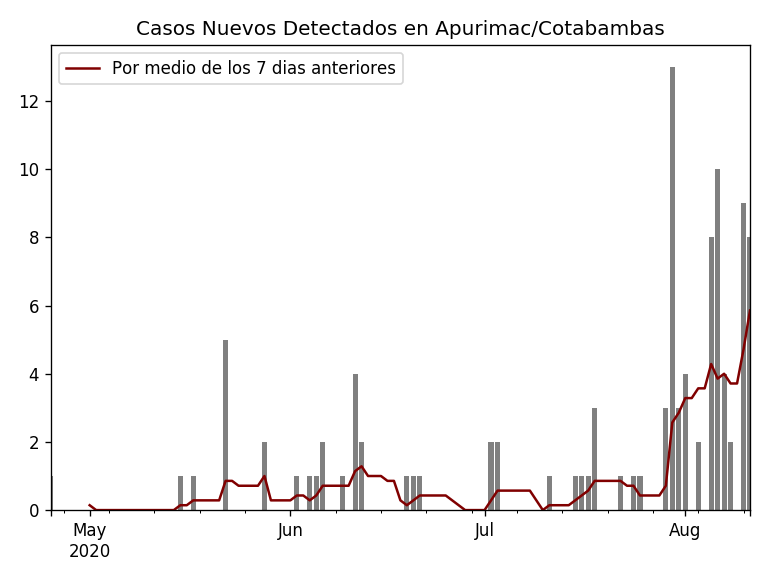 Casos Nuevos Detectados en Apurimac/Cotabambas
Por medio de los 7 dias anteriores
12
10
8
6
4
2
0
May Jun Jul Aug
2020